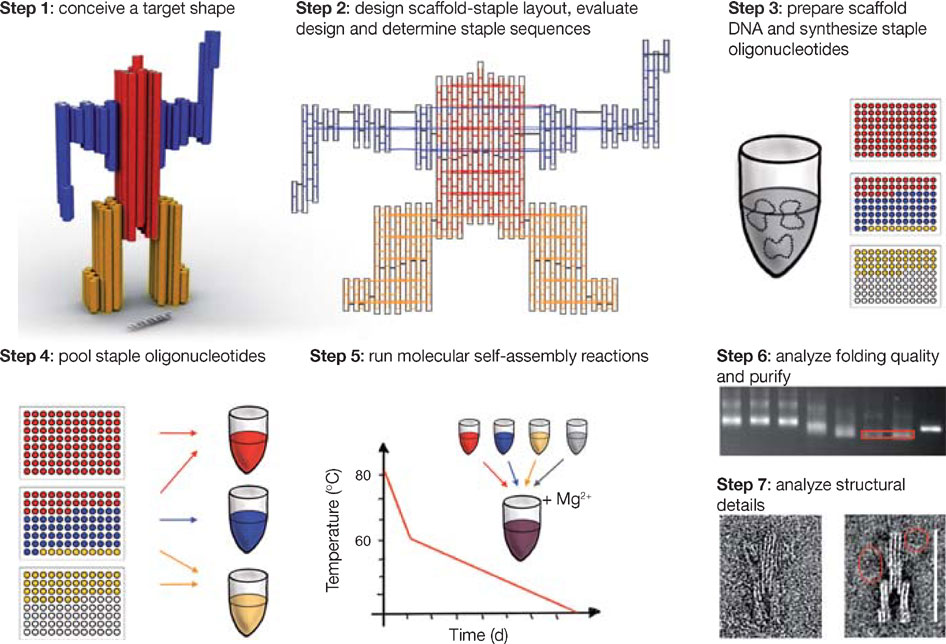 Step 1: conceive a target shape
Step 2: design scaffold-staple layout, evaluate
design and determine staple sequences
Step 3: prepare scaffold
DNA and synthesize staple
oligonucleotides
Step 4: pool staple oligonucleotides
Step 5: run molecular self-assembly reactions
Temperature (°C)
80
60
+ Mg²⁺
Time (d)
Step 6: analyze folding quality
and purify
Step 7: analyze structural
details